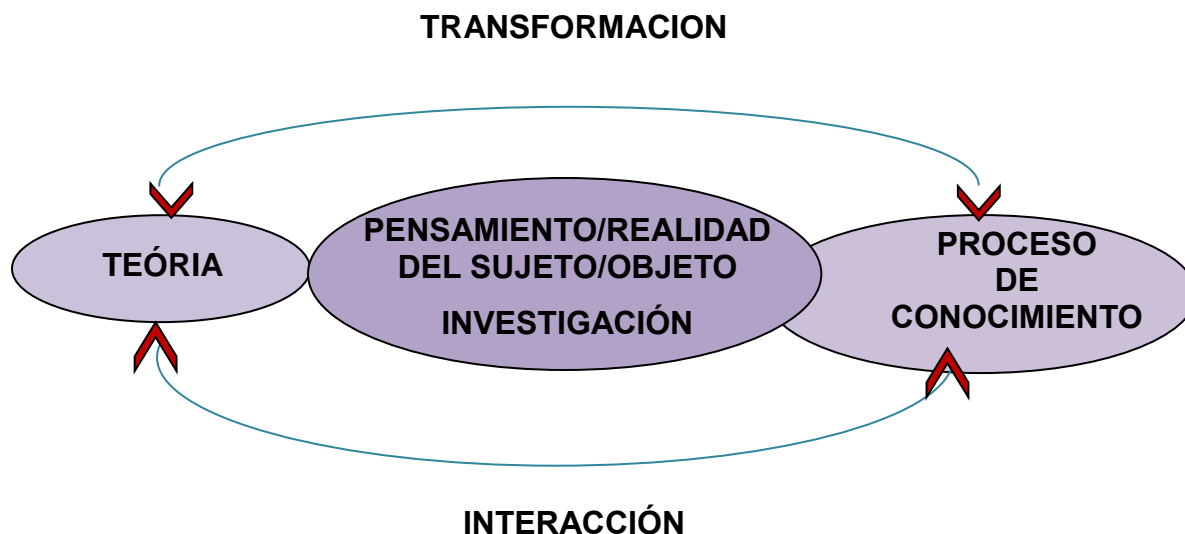 TRANSFORMACION
TEÓRIA
PENSAMIENTO/REALIDAD
DEL SUJETO/OBJETO
INVESTIGACIÓN
PROCESO
DE
CONOCIMIENTO
INTERACCIÓN